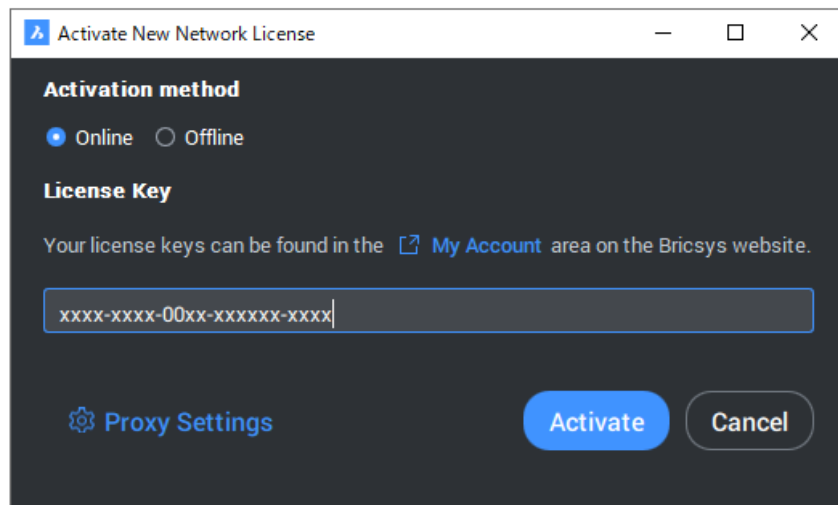 Activate New Network License
Activation method
Online Offline
License Key
Your license keys can be found in the My Account area on the Bricsys website.
xxxx-xxxx-00xx-xxxxxx-xxxx
Proxy Settings Activate Cancel